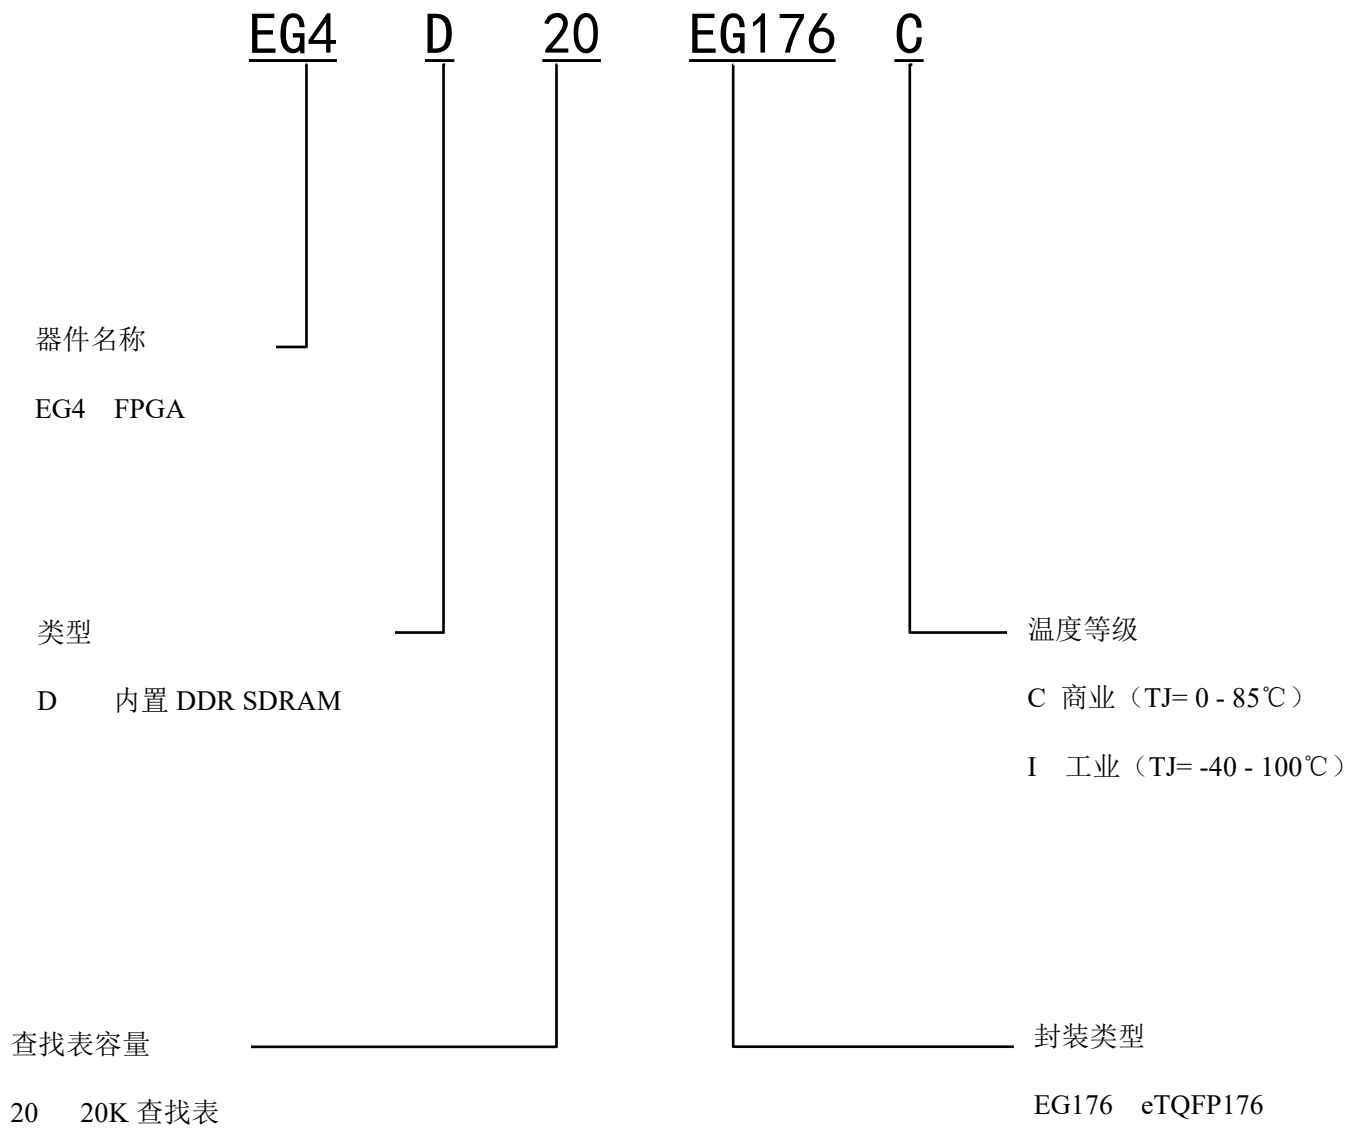 EG4 D 20 EG176 C
器件名称
EG4 FPGA
类型
D 内置 DDR SDRAM
温度等级
C 商业（TJ= 0 - 85℃）
I 工业（TJ= -40 - 100℃）
查找表容量
20 20K 查找表
封装类型
EG176 eTQFP176